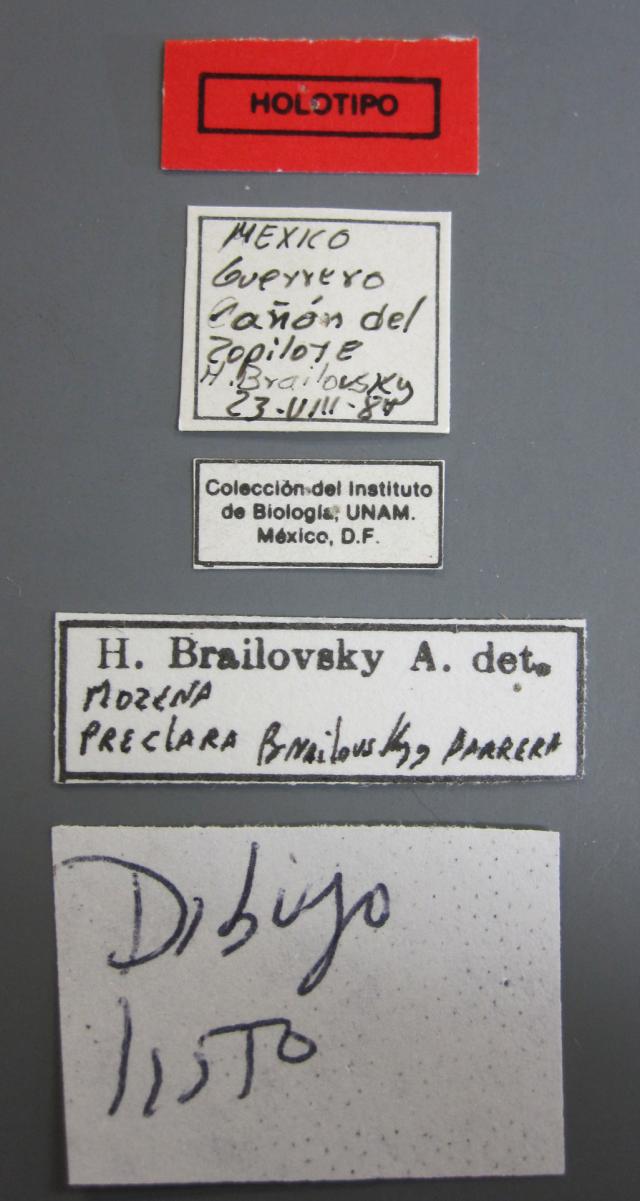 HOLOTIPO
MEXICO
Guerrero
Cañón del
Zopilote
H. Brailovsky
23-VIII-84
Colección del Instituto
de Biología, UNAM.
México, D.F.
H. Brailovsky A. det.
MOZENA
PRECLARA Brailovsky y BARRERA
Dibujo
listo